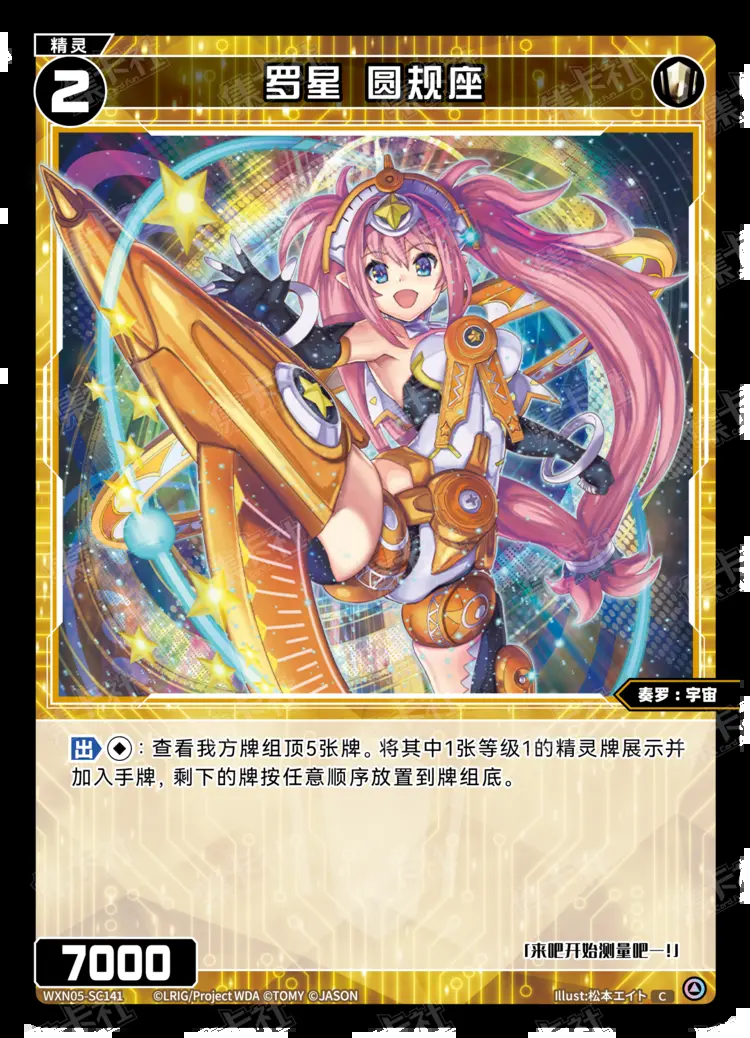 精灵
2
罗星 圆规座
奏罗：宇宙
出 ：查看我方牌组顶5张牌。将其中1张等级1的精灵牌展示并
加入手牌，剩下的牌按任意顺序放置到牌组底。
「来吧开始测量吧—!」
7000
WXN05-SC141 ©LRIG/Project WDA ©TOMY ©JASON Illust:松本エイト C
集卡社